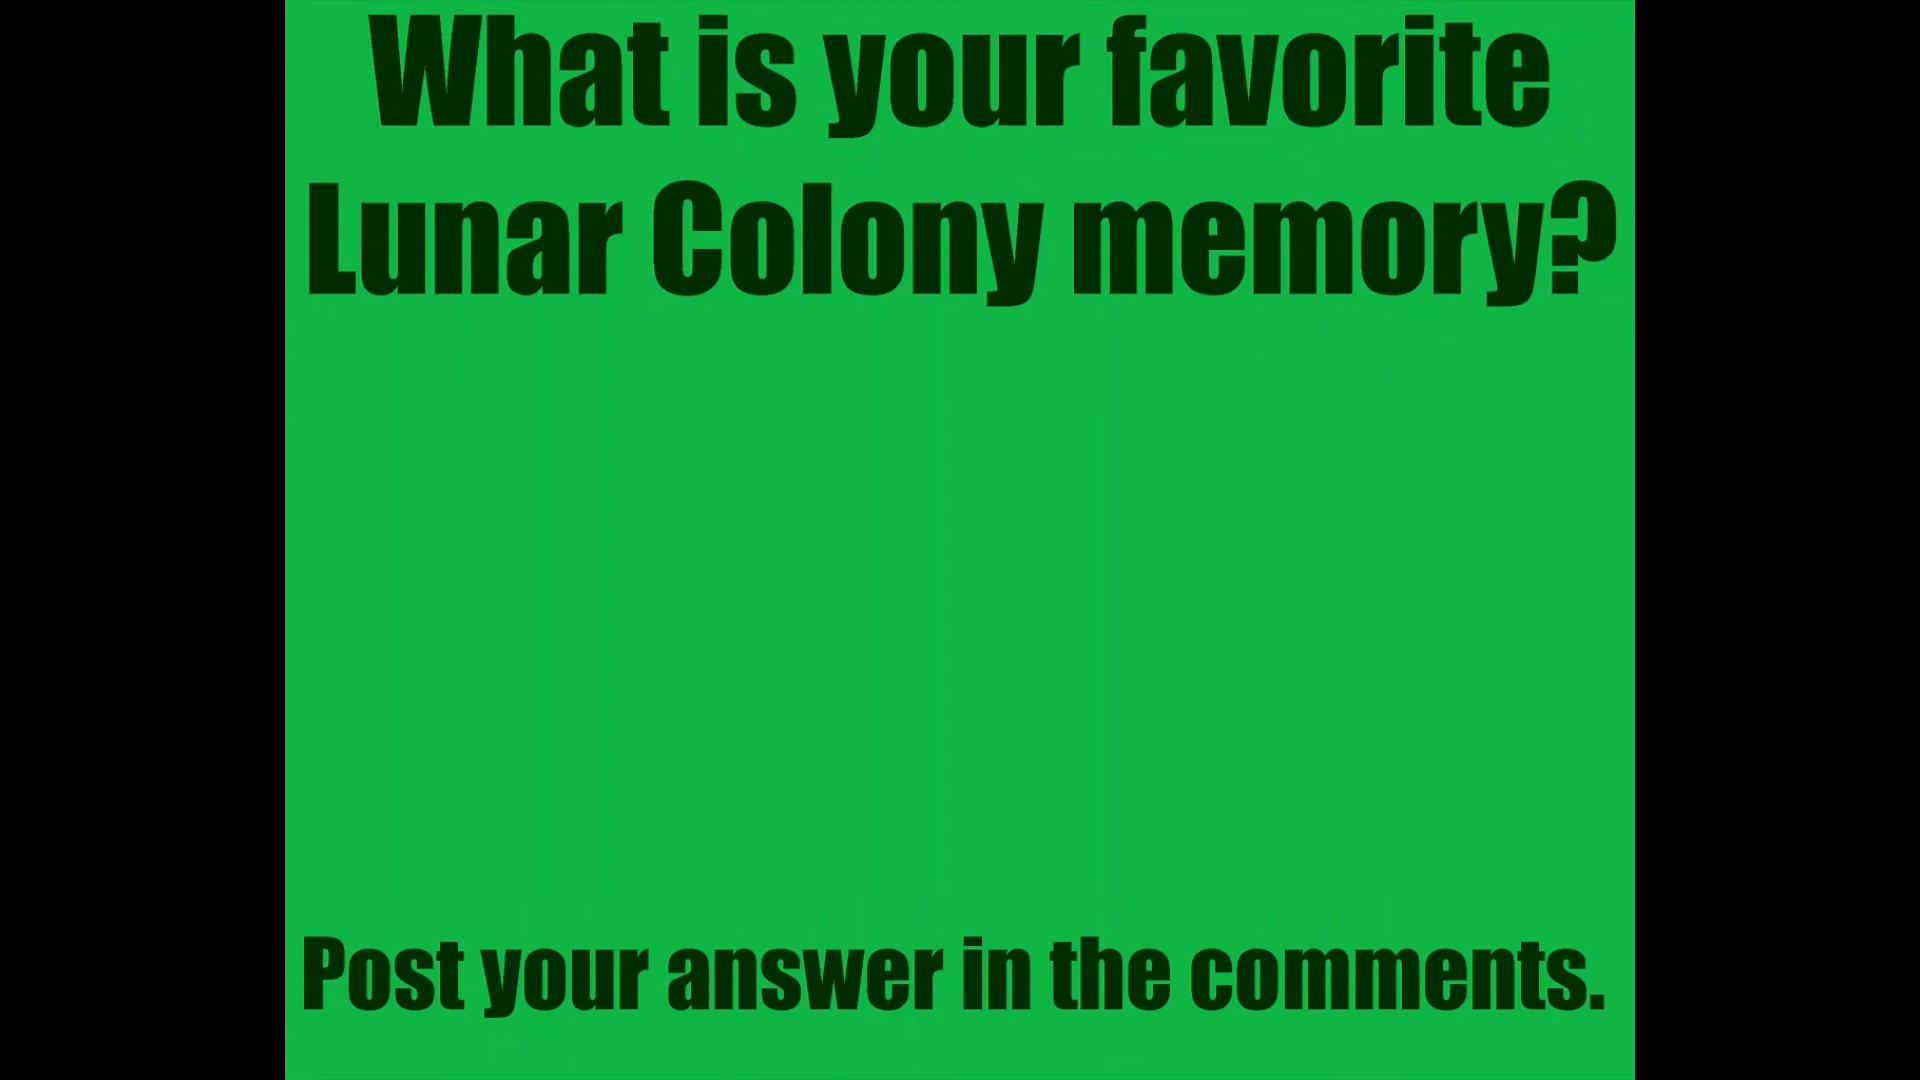 What is your favorite
Lunar Colony memory?
Post your answer in the comments.